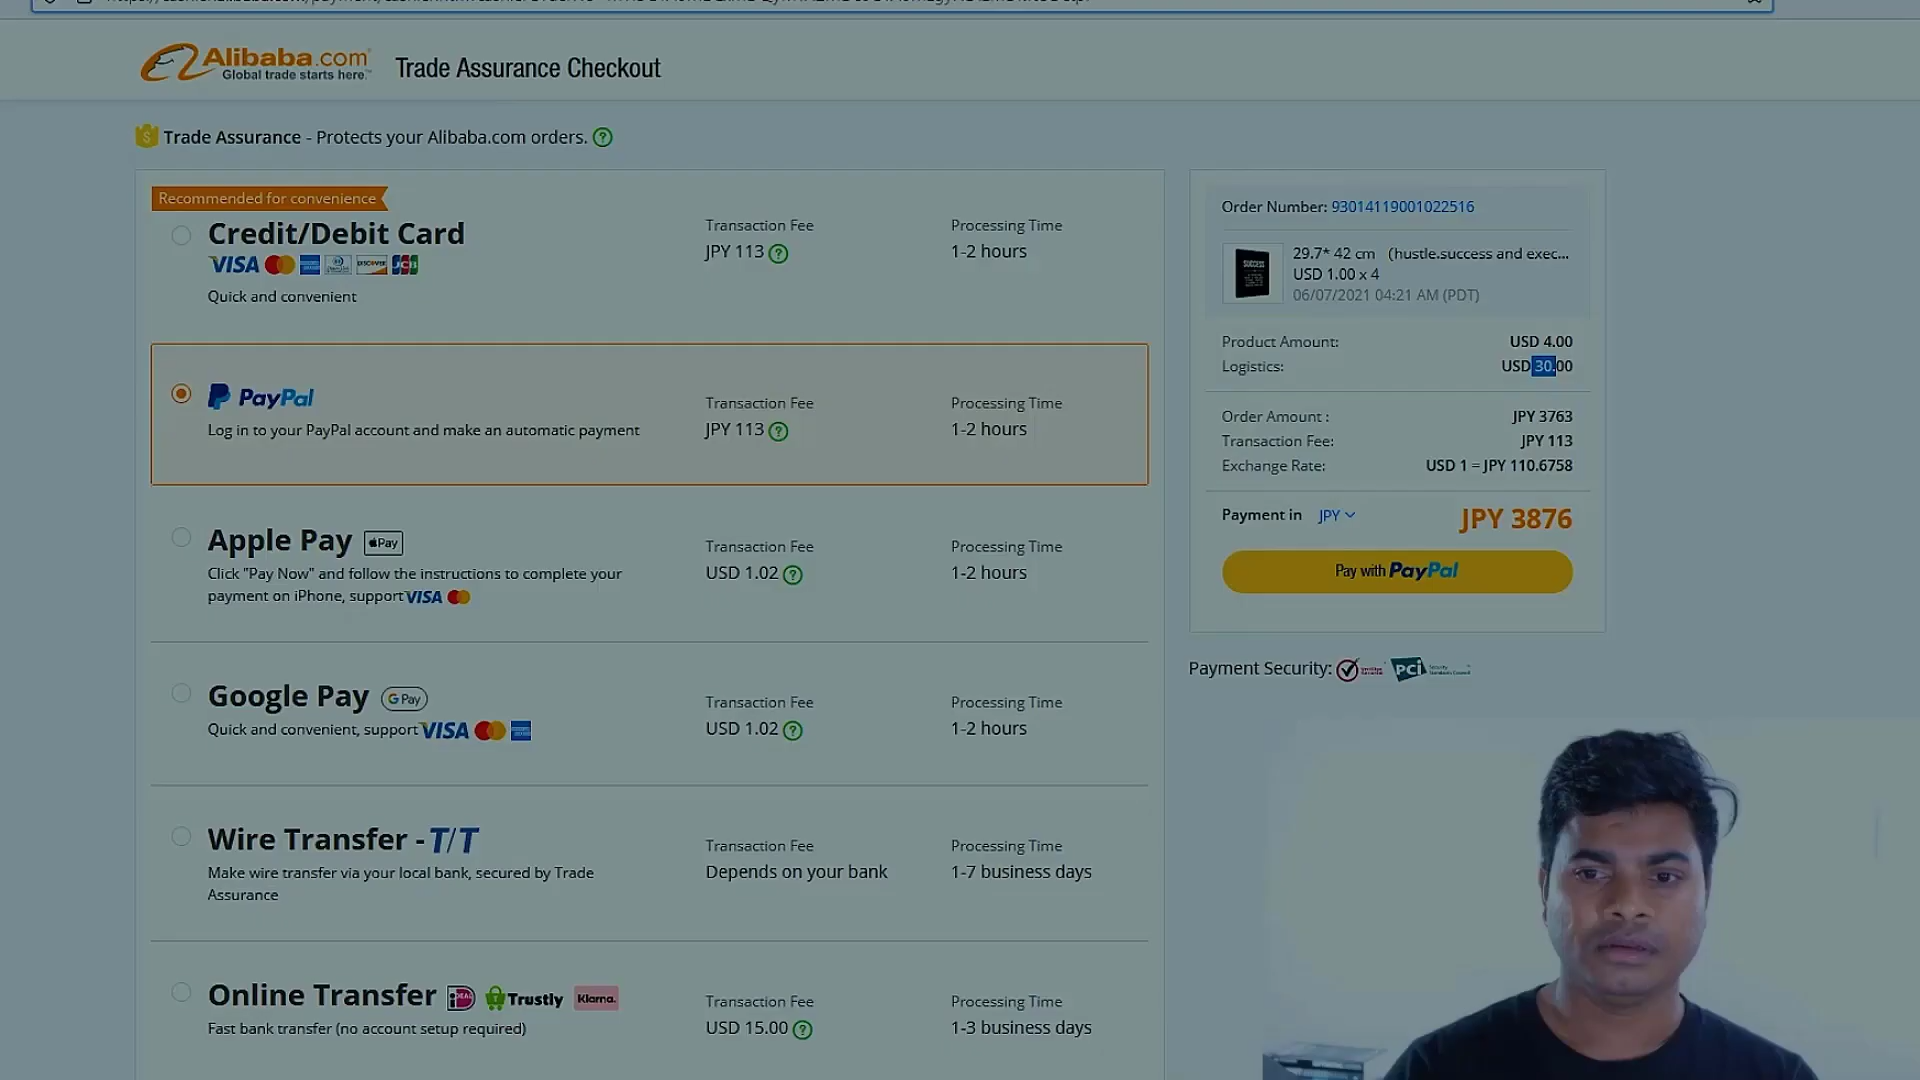 Alibaba.com
Global trade starts here.
Trade Assurance Checkout
Trade Assurance - Protects your Alibaba.com orders. ?
Recommended for convenience
Credit/Debit Card
VISA DISCOVER JCB
Quick and convenient
Transaction Fee
JPY 113 ?
Processing Time
1-2 hours
PayPal
Log in to your PayPal account and make an automatic payment
Transaction Fee
JPY 113 ?
Processing Time
1-2 hours
Apple Pay Pay
Click "Pay Now" and follow the instructions to complete your
payment on iPhone, support VISA
Transaction Fee
USD 1.02 ?
Processing Time
1-2 hours
Google Pay G Pay
Quick and convenient, support VISA
Transaction Fee
USD 1.02 ?
Processing Time
1-2 hours
Wire Transfer - T/T
Make wire transfer via your local bank, secured by Trade
Assurance
Transaction Fee
Depends on your bank
Processing Time
1-7 business days
Online Transfer iDEAL Trustly Klarna.
Fast bank transfer (no account setup required)
Transaction Fee
USD 15.00 ?
Processing Time
1-3 business days
Order Number: 93014119001022516
SUCCESS
29.7* 42 cm (hustle.success and exec...
USD 1.00 x 4
06/07/2021 04:21 AM (PDT)
Product Amount: USD 4.00
Logistics: USD 30.00
Order Amount : JPY 3763
Transaction Fee: JPY 113
Exchange Rate: USD 1 = JPY 110.6758
Payment in JPY JPY 3876
Pay with PayPal
Payment Security: PCI